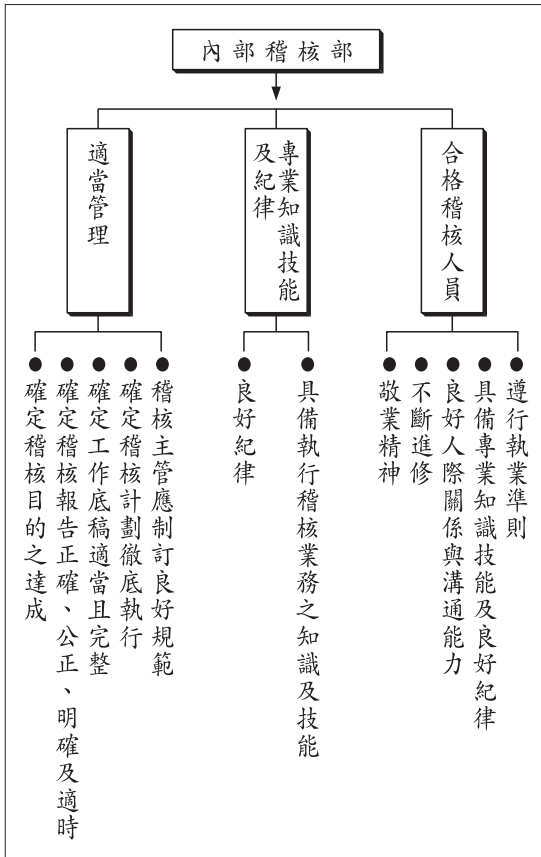 內部稽核部
合格稽核人員
遵行執業準則
具備專業知識技能及良好紀律
良好人際關係與溝通能力
不斷進修
敬業精神
專業知識技能
及紀律
具備執行稽核業務之知識及技能
良好紀律
適當管理
稽核主管應制訂良好規範
確定稽核計劃徹底執行
確定工作底稿適當且完整
確定稽核報告正確、公正、明確及適時
確定稽核目的之達成